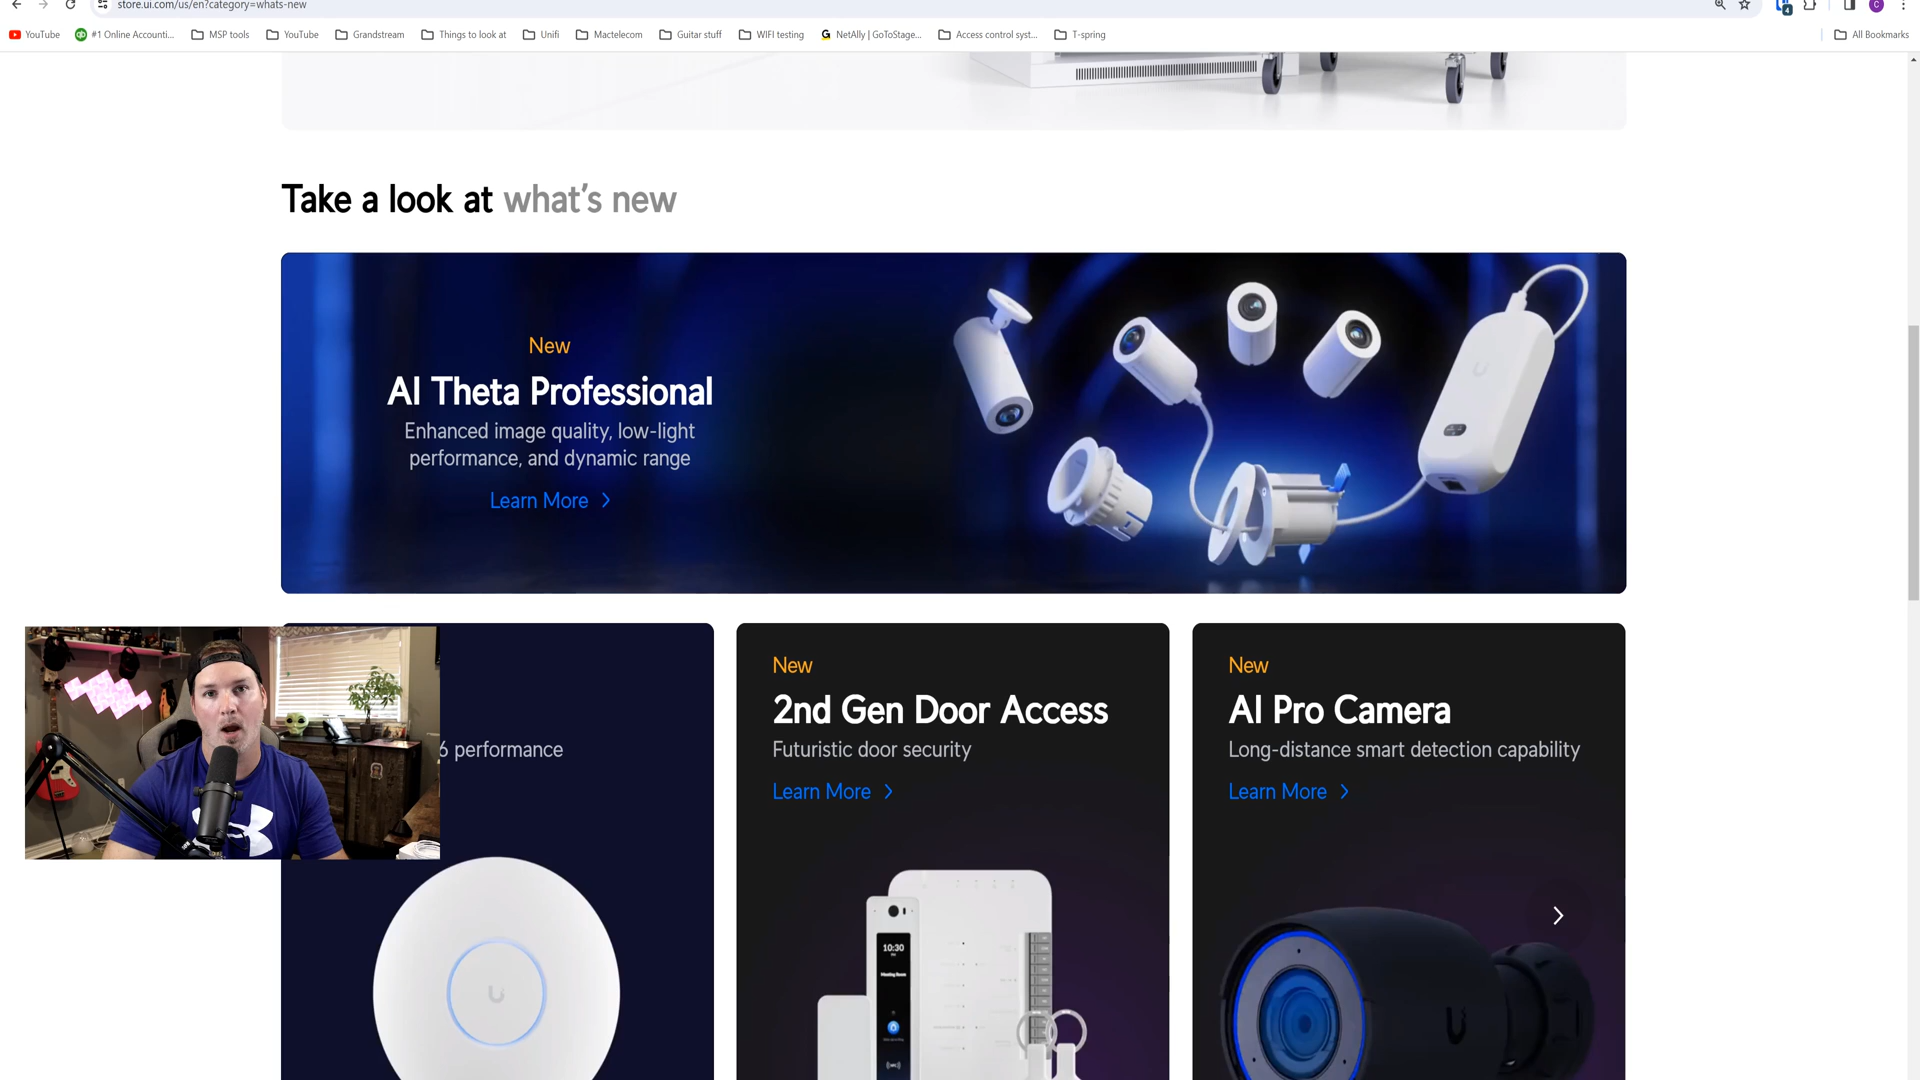 store.ui.com/us/en?category=whats-new
4
C
YouTube
#1 Online Accounti...
MSP tools
YouTube
Grandstream
Things to look at
Unifi
Mactelecom
Guitar stuff
WIFI testing
NetAlly | GoToStage...
Access control syst...
T-spring
All Bookmarks
Take a look at what's new
New
AI Theta Professional
Enhanced image quality, low-light
performance, and dynamic range
Learn More
6 performance
New
2nd Gen Door Access
Futuristic door security
Learn More
New
AI Pro Camera
Long-distance smart detection capability
Learn More
10:30
Meeting Room